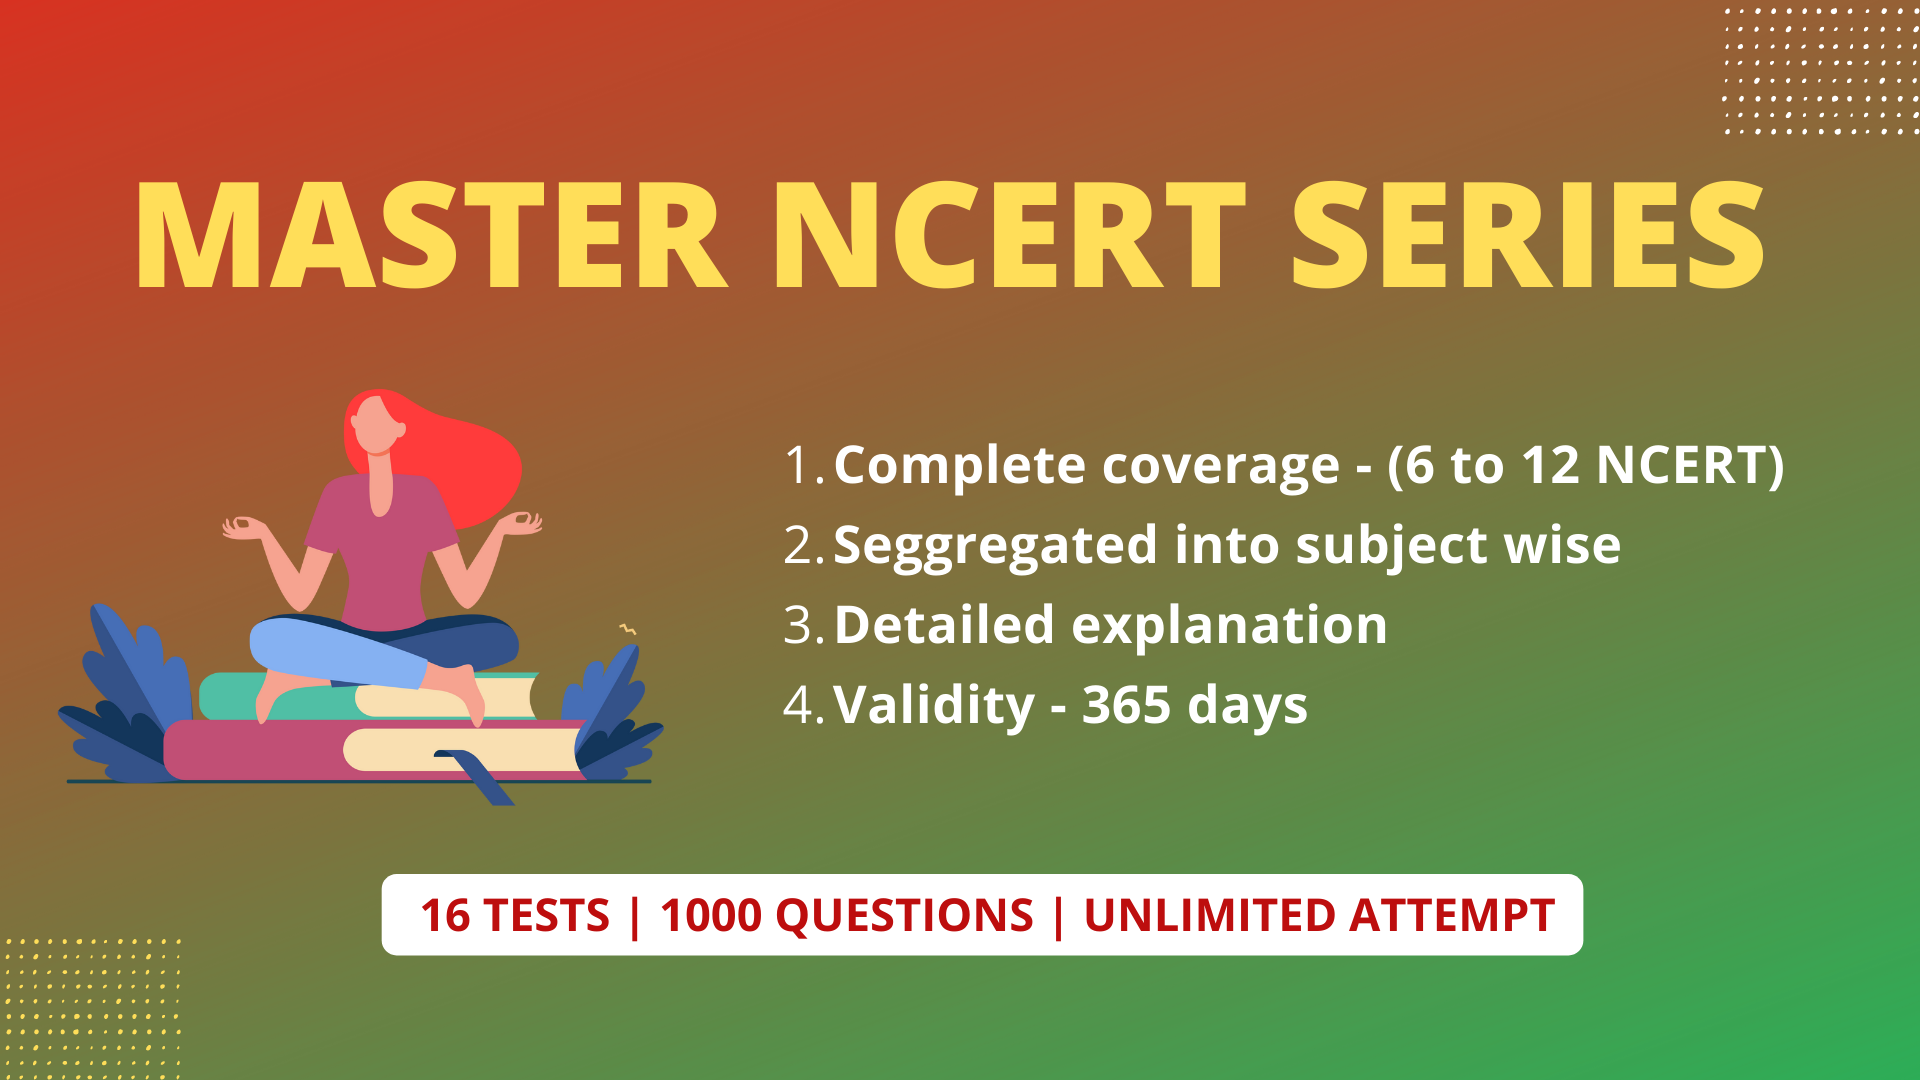 MASTER NCERT SERIES
1. Complete coverage - (6 to 12 NCERT)
2. Seggregated into subject wise
3. Detailed explanation
4. Validity - 365 days
16 TESTS | 1000 QUESTIONS | UNLIMITED ATTEMPT